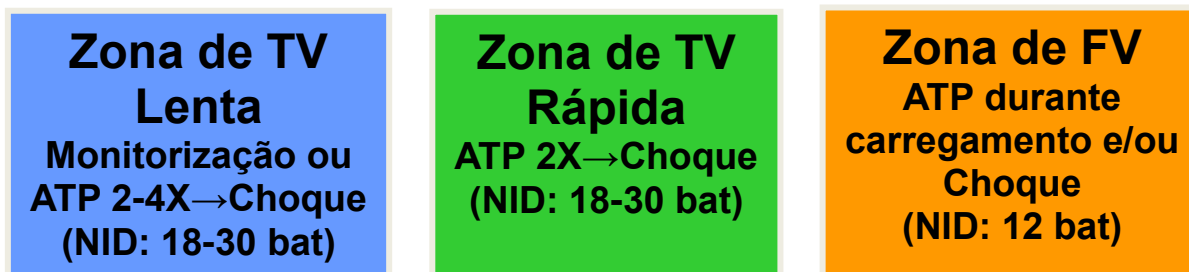 Zona de TV
Lenta
Monitorização ou
ATP 2-4X→Choque
(NID: 18-30 bat)
Zona de TV
Rápida
ATP 2X→Choque
(NID: 18-30 bat)
Zona de FV
ATP durante
carregamento e/ou
Choque
(NID: 12 bat)